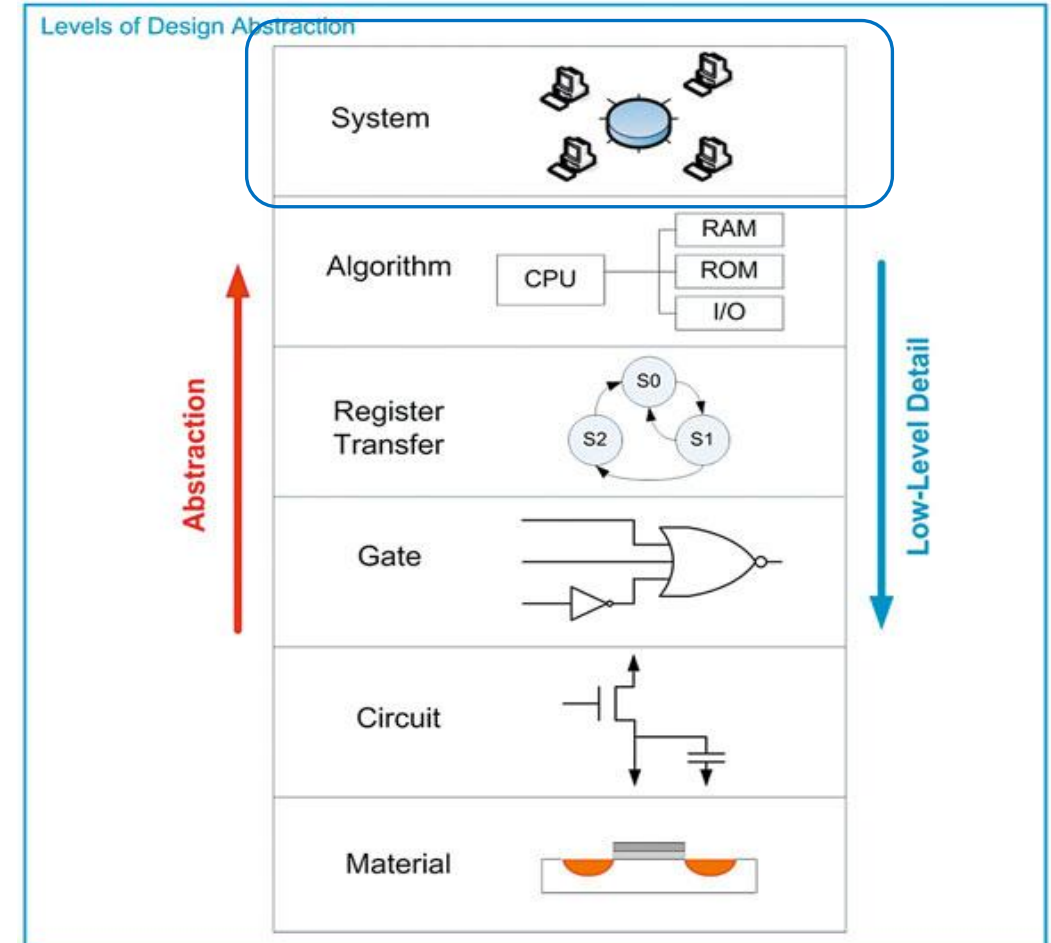 Levels of Design Abstraction
System
Algorithm
CPU
RAM
ROM
I/O
Abstraction
Low-Level Detail
Register
Transfer
S0
S2
S1
Gate
Circuit
Material